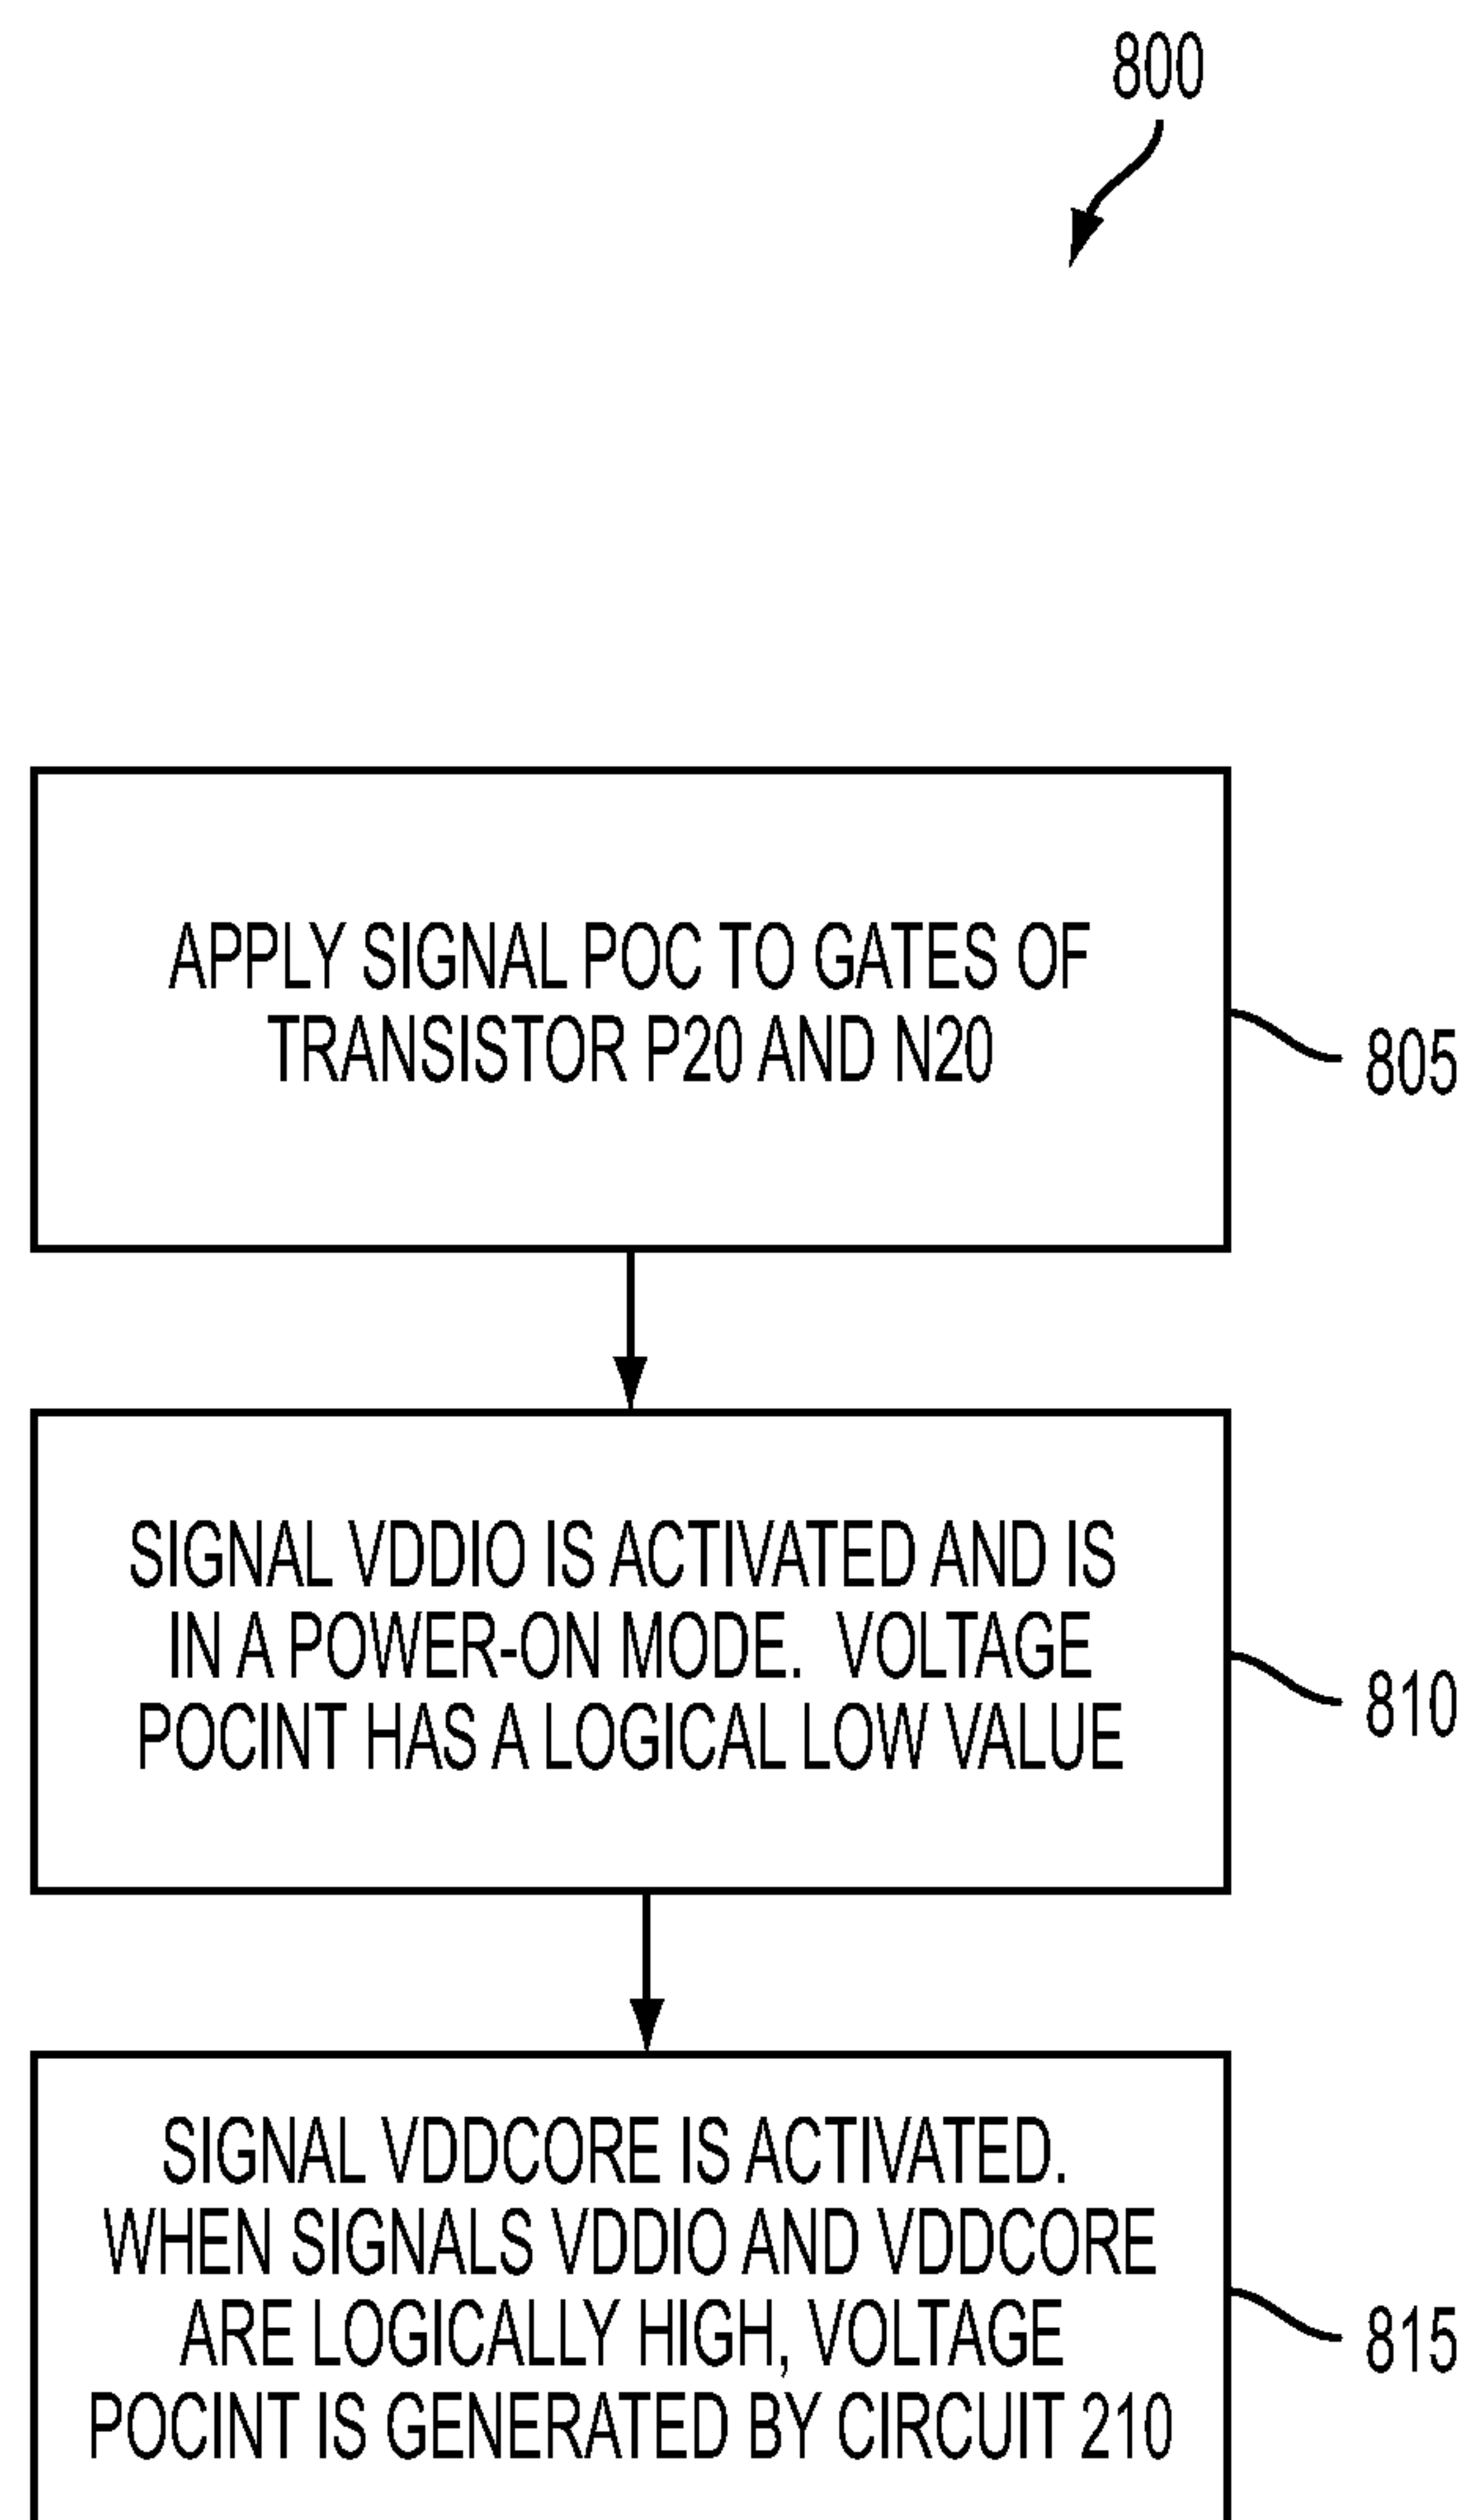 800
APPLY SIGNAL POC TO GATES OF
TRANSISTOR P20 AND N20
805
SIGNAL VDDIO IS ACTIVATED AND IS
IN A POWER-ON MODE. VOLTAGE
POCINT HAS A LOGICAL LOW VALUE
810
SIGNAL VDDCORE IS ACTIVATED.
WHEN SIGNALS VDDIO AND VDDCORE
ARE LOGICALLY HIGH, VOLTAGE
POCINT IS GENERATED BY CIRCUIT 210
815